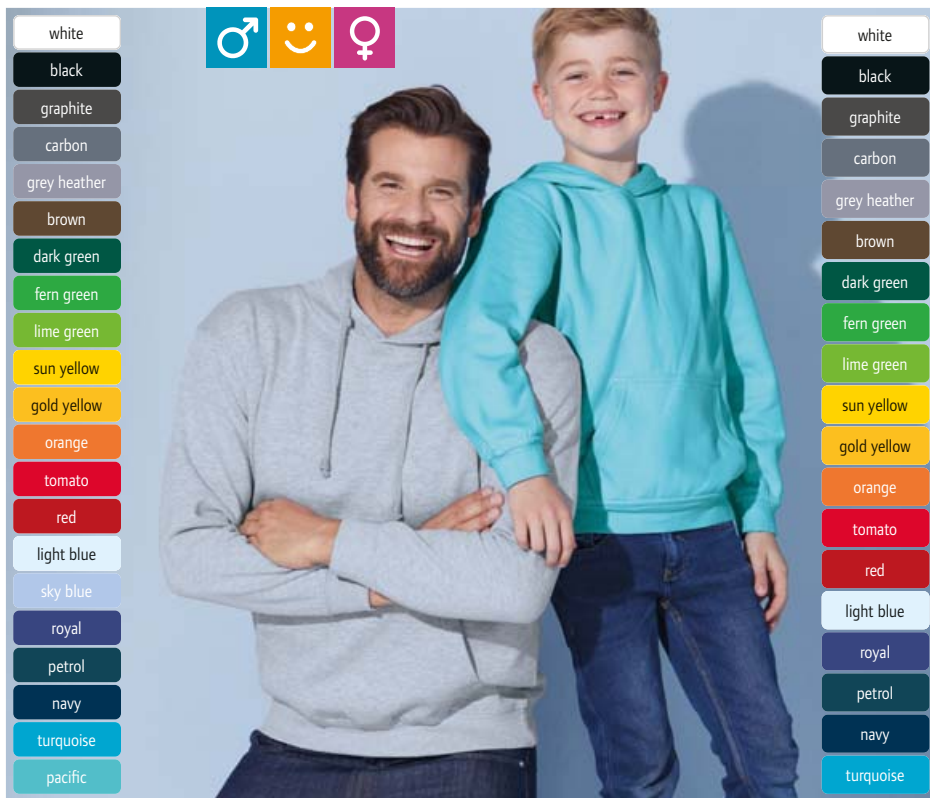 white
black
graphite
carbon
grey heather
brown
dark green
fern green
lime green
sun yellow
gold yellow
orange
tomato
red
light blue
sky blue
royal
petrol
navy
turquoise
pacific
white
black
graphite
carbon
grey heather
brown
dark green
fern green
lime green
sun yellow
gold yellow
orange
tomato
red
light blue
royal
petrol
navy
turquoise